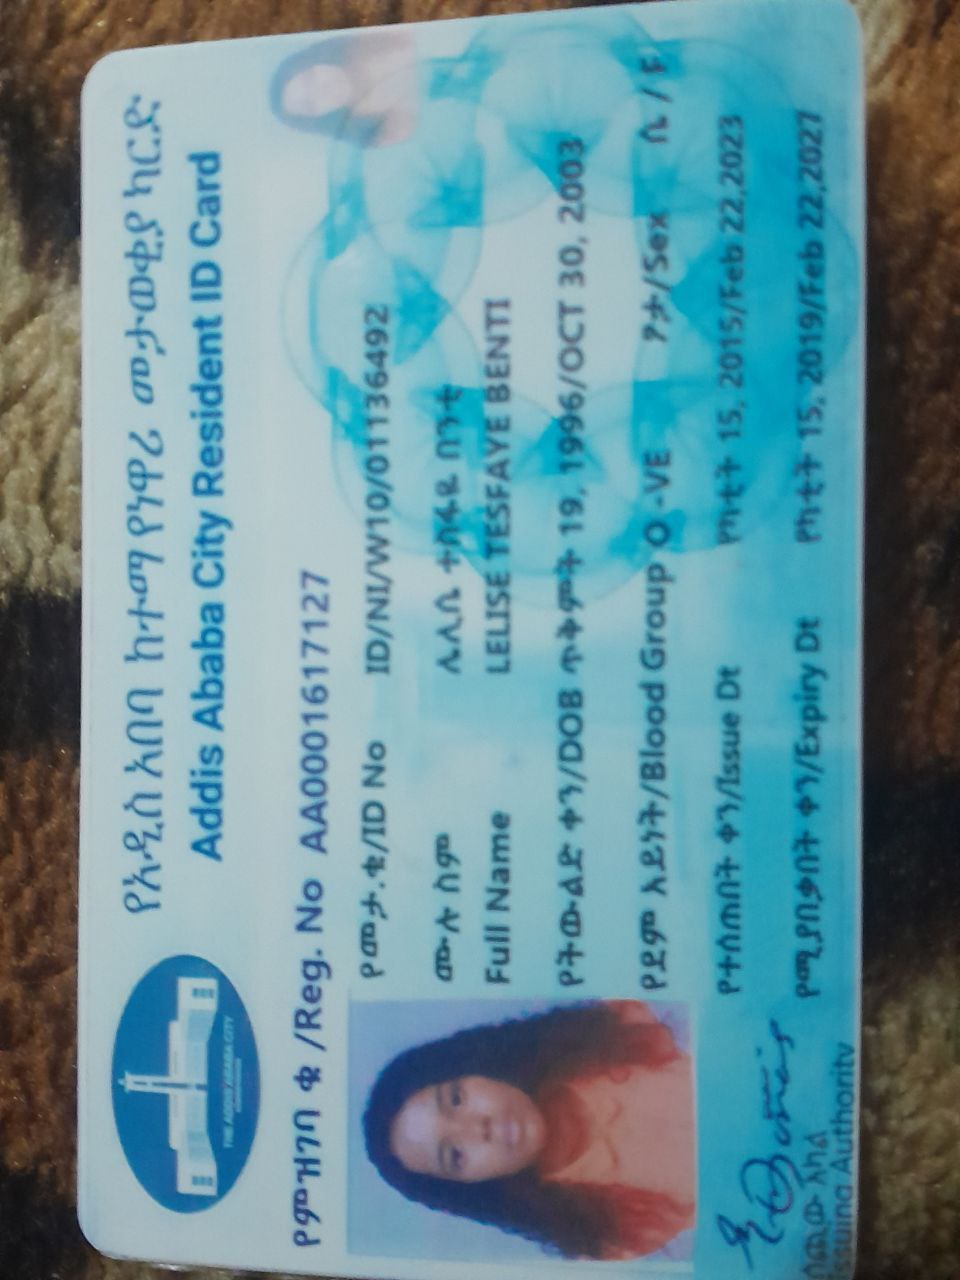 የአዲስ አበባ ከተማ የነዋሪ መታወቂያ ካርድ
Addis Ababa City Resident ID Card
THE ADDIS ABABA CITY
የምዝገባ ቁ /Reg. No AA0001617127
የመታ.ቁ/ID No ID/NI/W10/01136492
ሙሉ ስም ሊሊሴ ተስፋዬ በንቲ
Full Name LELISE TESFAYE BENTI
የትውልድ ቀን/DOB ጥቅምት 19, 1996/OCT 30, 2003
የደም አይነት/Blood Group O -VE ፆታ/Sex ሴ / F
የተሰጠበት ቀን/Issue Dt የካቲት 15, 2015/Feb 22,2023
የሚያበቃበት ቀን/Expiry Dt የካቲት 15, 2019/Feb 22,2027
ሰጪው አካል
Issuing Authority